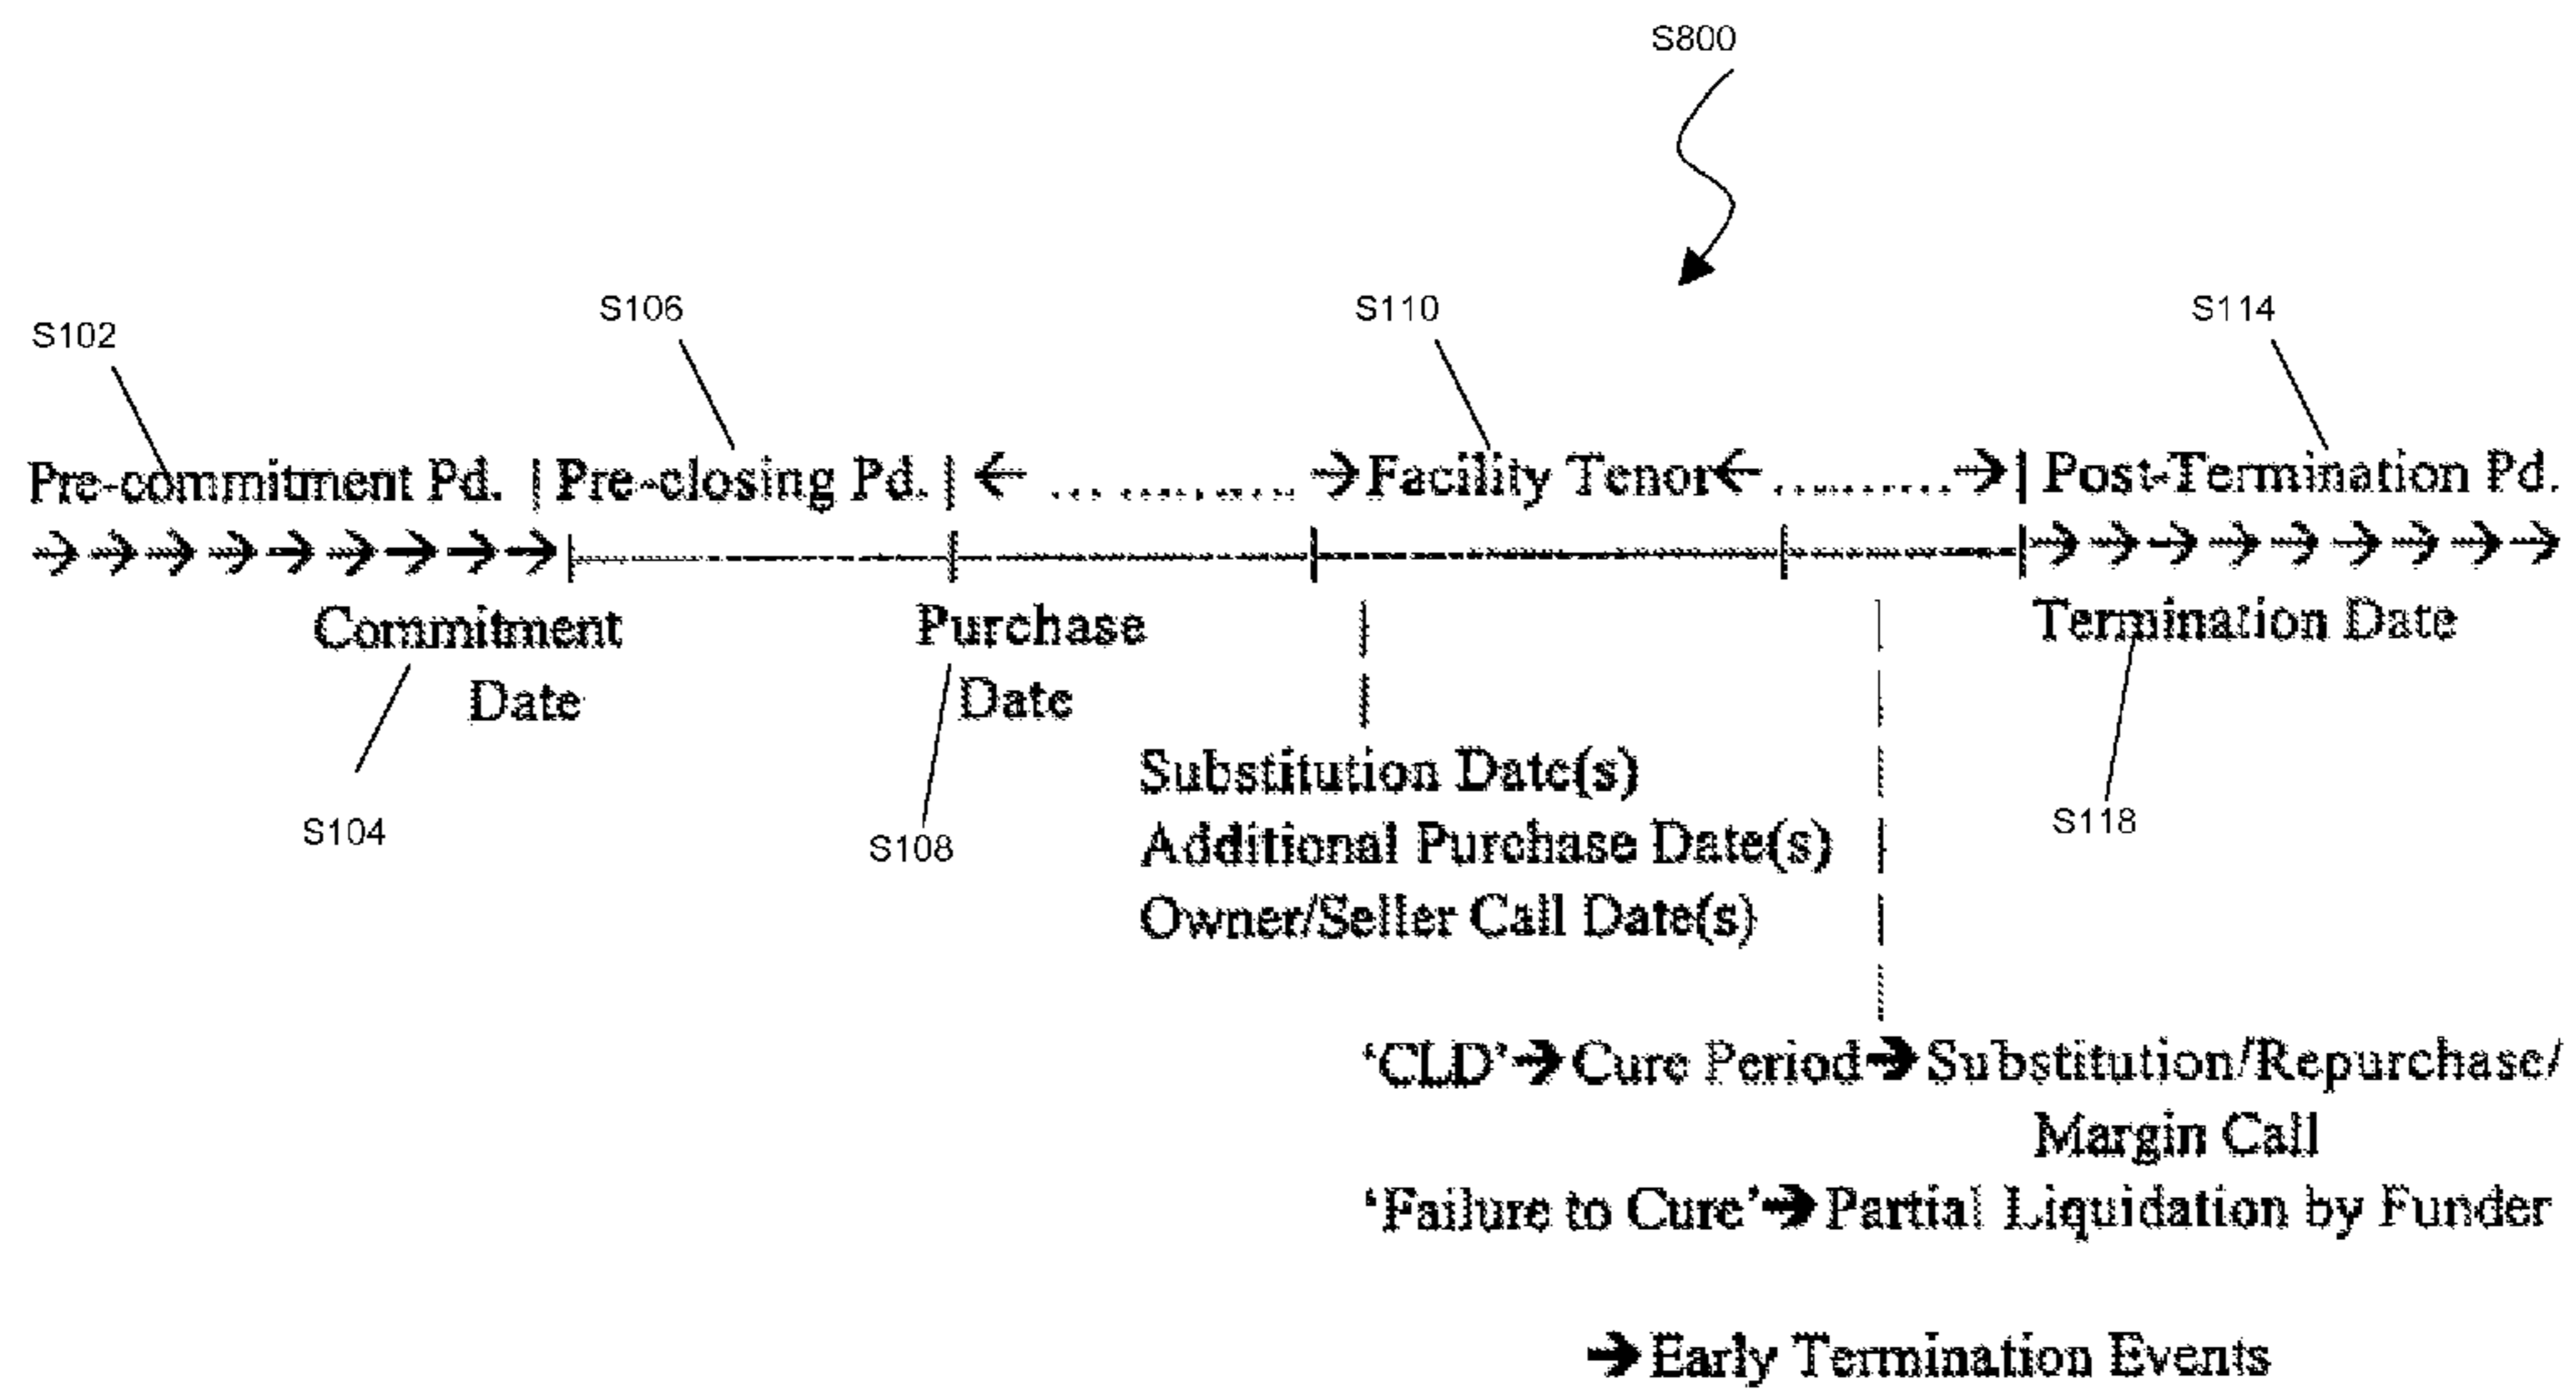 S800
S102
S106
S110
S114
Pre-commitment Pd. | Pre-closing Pd. | ← ................ → Facility Tenor ← ........... → | Post-Termination Pd.
→→→→→→→→→ →→→→→→→→→
Commitment
Date
Purchase
Date
Termination Date
S104
S108
S118
Substitution Date(s)
Additional Purchase Date(s)
Owner/Seller Call Date(s)
‘CLD’→Cure Period→Substitution/Repurchase/
Margin Call
‘Failure to Cure’→Partial Liquidation by Funder
→Early Termination Events